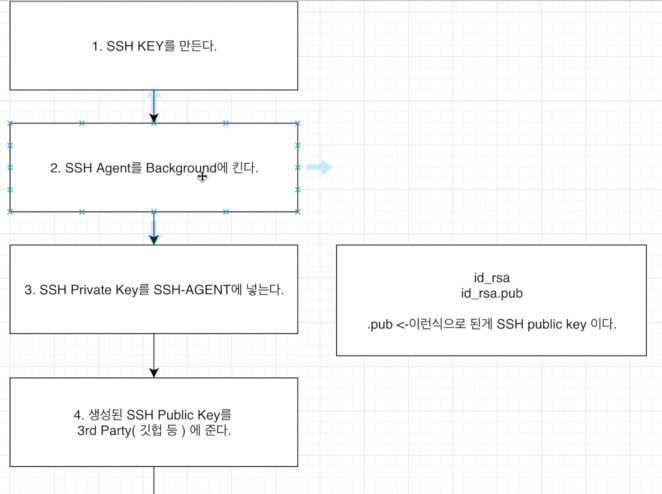 1. SSH KEY를 만든다.
2. SSH Agent를 Background에 킨다.
3. SSH Private Key를 SSH-AGENT에 넣는다.
id_rsa
id_rsa.pub
.pub <-이런식으로 된게 SSH public key 이다.
4. 생성된 SSH Public Key를
3rd Party( 깃헙 등 ) 에 준다.